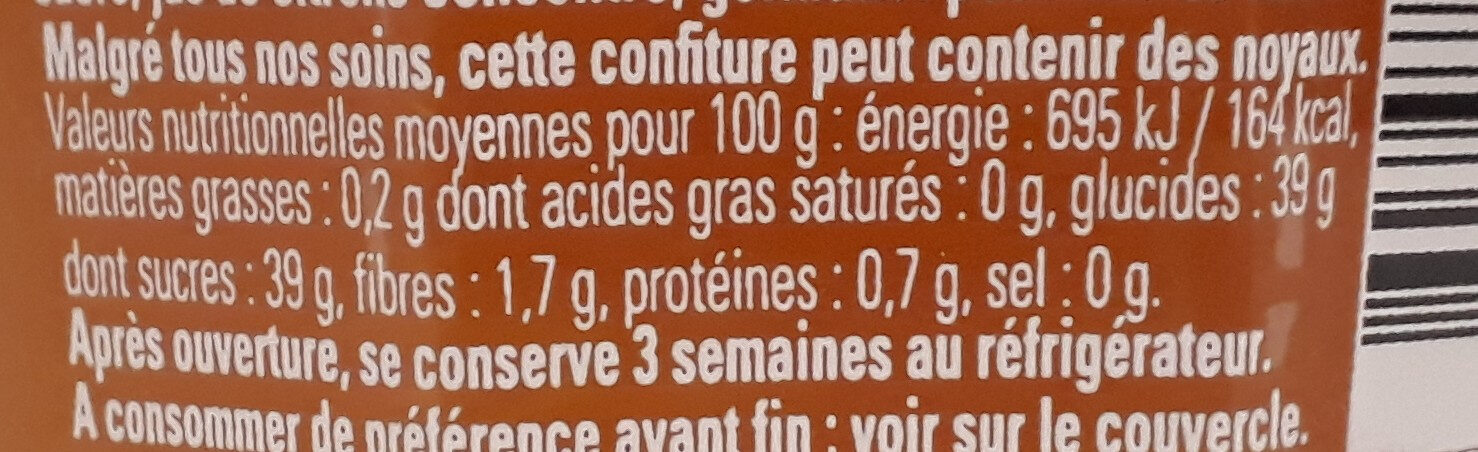 Malgré tous nos soins, cette confiture peut contenir des noyaux.
Valeurs nutritionnelles moyennes pour 100 g : énergie : 695 kJ / 164 kcal,
matières grasses : 0,2 g dont acides gras saturés : 0 g, glucides : 39 g
dont sucres : 39 g, fibres : 1,7 g, protéines : 0,7 g, sel : 0 g.
Après ouverture, se conserve 3 semaines au réfrigérateur.
A consommer de préférence avant fin : voir sur le couvercle.